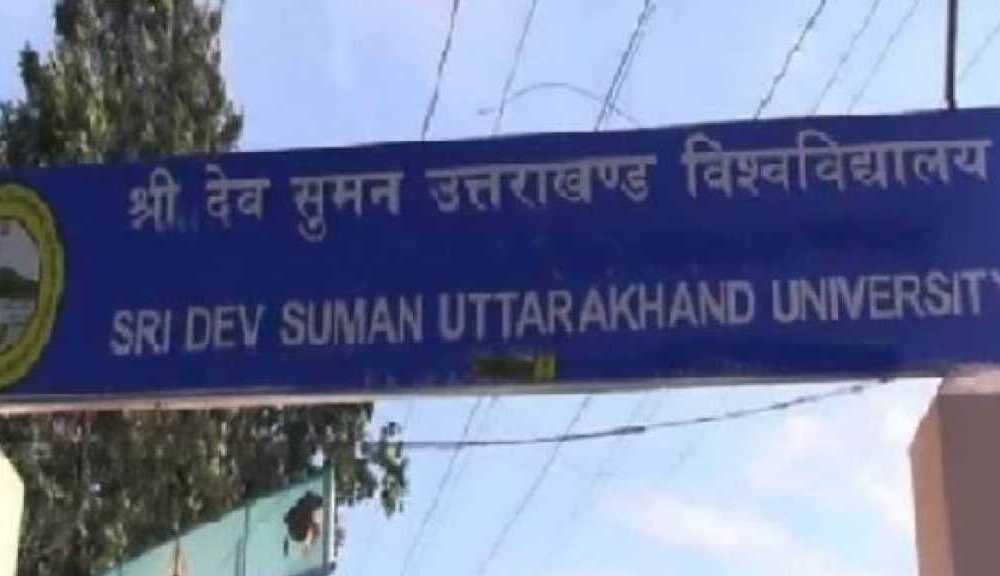 श्री देव सुमन उत्तराखण्ड विश्वविद्यालय
SRI DEV SUMAN UTTARAKHAND UNIVERSITY